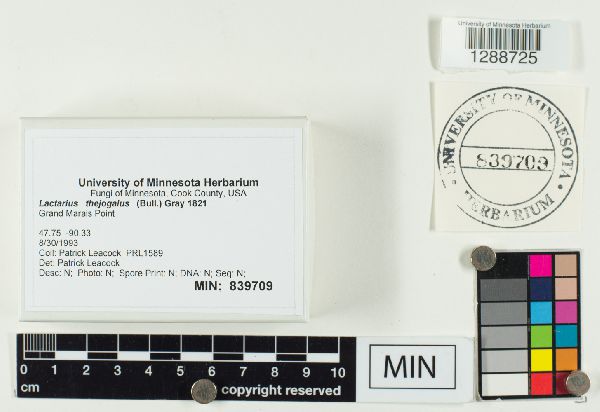 University of Minnesota Herbarium
1288725
UNIVERSITY OF MINNESOTA
839709
HERBARIUM
University of Minnesota Herbarium
Fungi of Minnesota, Cook County, USA
Lactarius thejogalus (Bull.) Gray 1821
Grand Marais Point
47.75 -90.33
8/30/1993
Coll: Patrick Leacock PRL1589
Det: Patrick Leacock
Desc: N; Photo: N; Spore Print: N; DNA: N; Seq: N;
MIN: 839709
0 1 2 3 4 5 6 7 8 9 10
cm copyright reserved
MIN